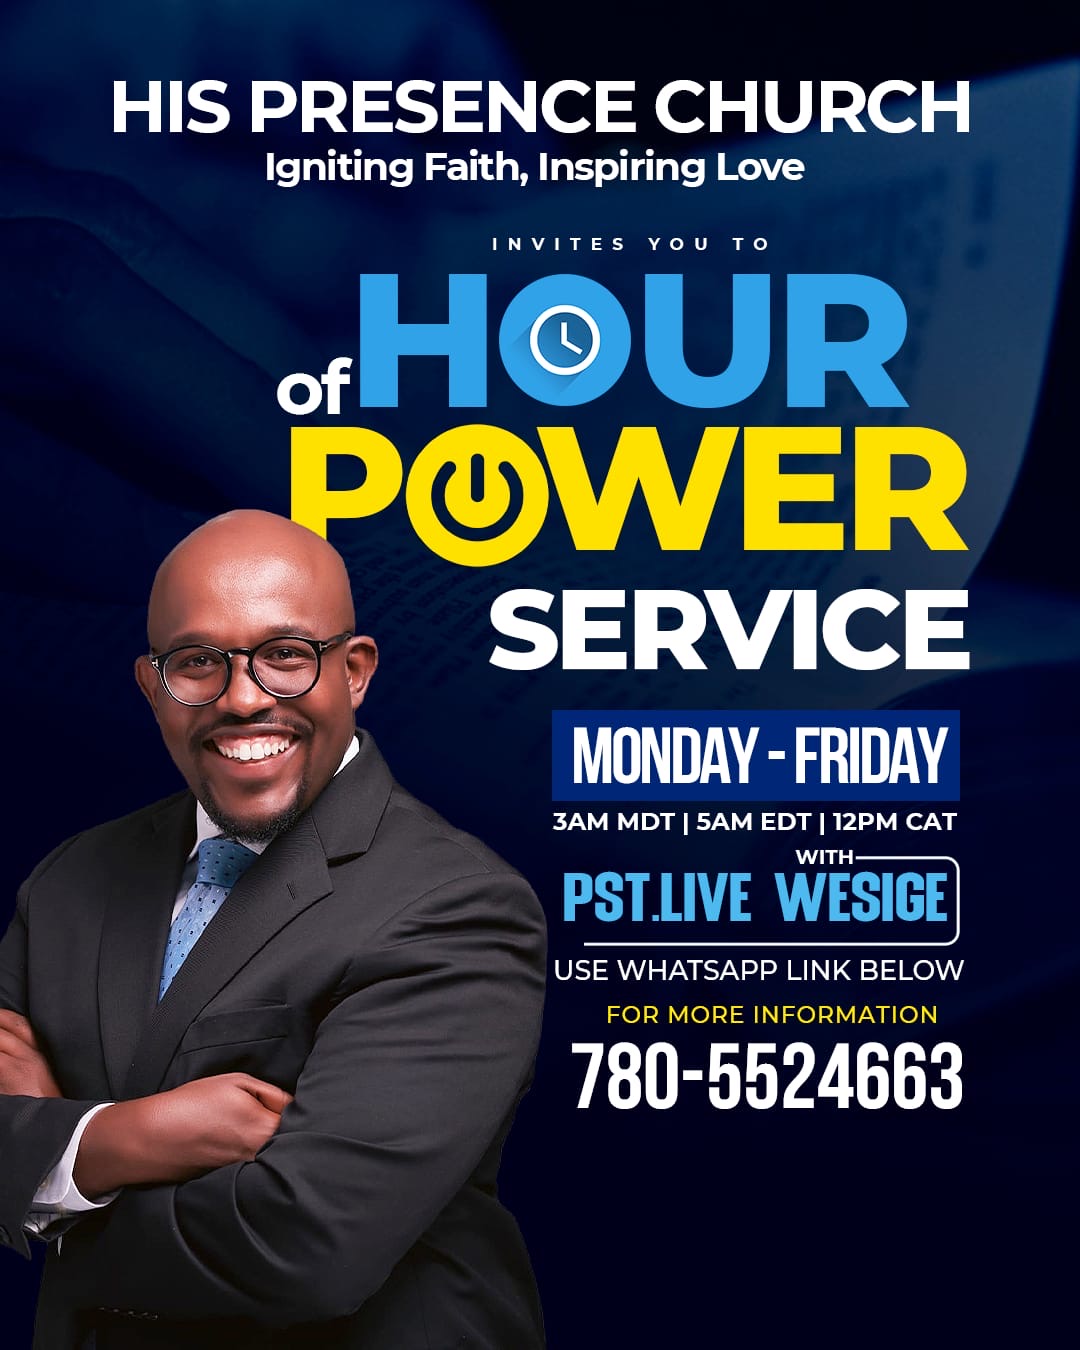 HIS PRESENCE CHURCH
Igniting Faith, Inspiring Love
INVITES YOU TO
HOUR
of
POWER
SERVICE
MONDAY - FRIDAY
3AM MDT | 5AM EDT | 12PM CAT
WITH
PST.LIVE WESIGE
USE WHATSAPP LINK BELOW
FOR MORE INFORMATION
780-5524663